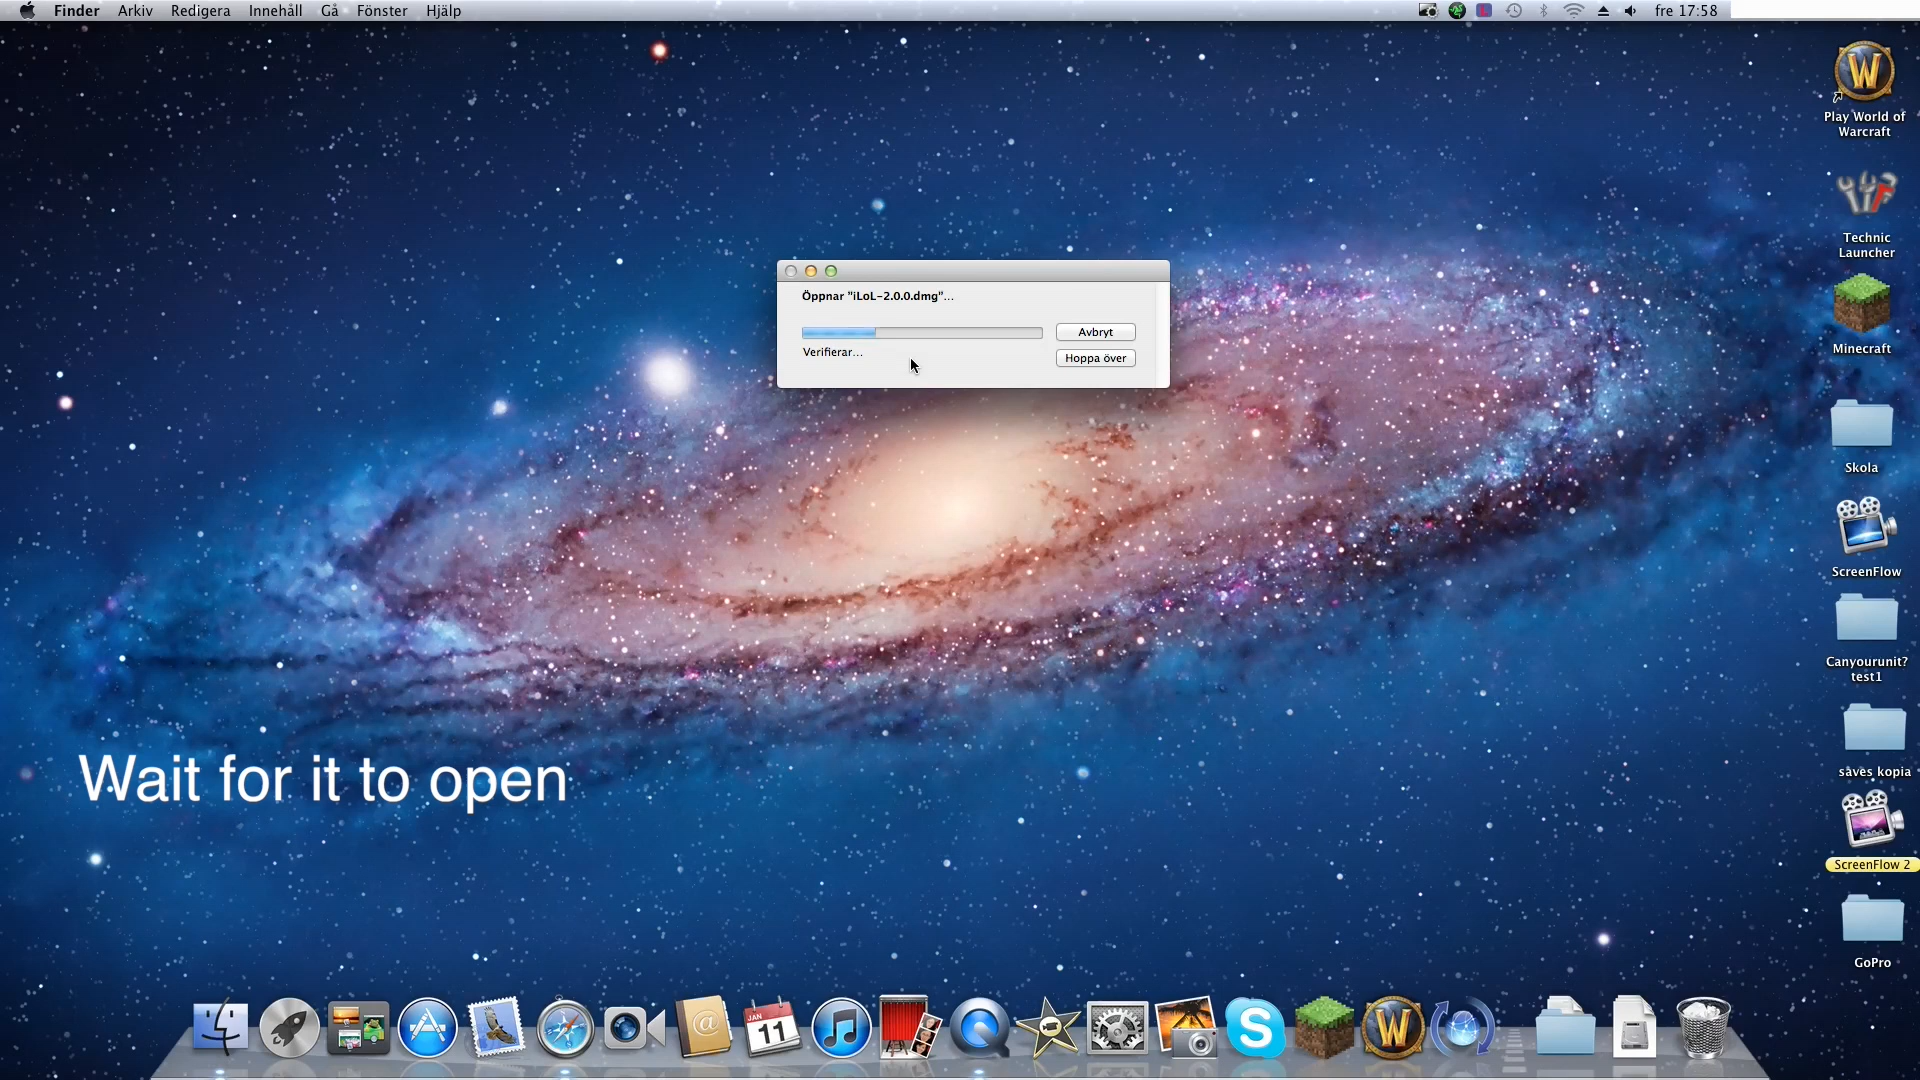 Finder Arkiv Redigera Innehåll Gå Fönster Hjälp
fre 17:58
Öppnar "iLoL-2.0.0.dmg"...
Avbryt
Verifierar...
Hoppa över
Play World of
Warcraft
Technic
Launcher
Minecraft
Skola
ScreenFlow
Canyourunit?
test1
saves kopia
ScreenFlow 2
GoPro
Wait for it to open
JAN
11